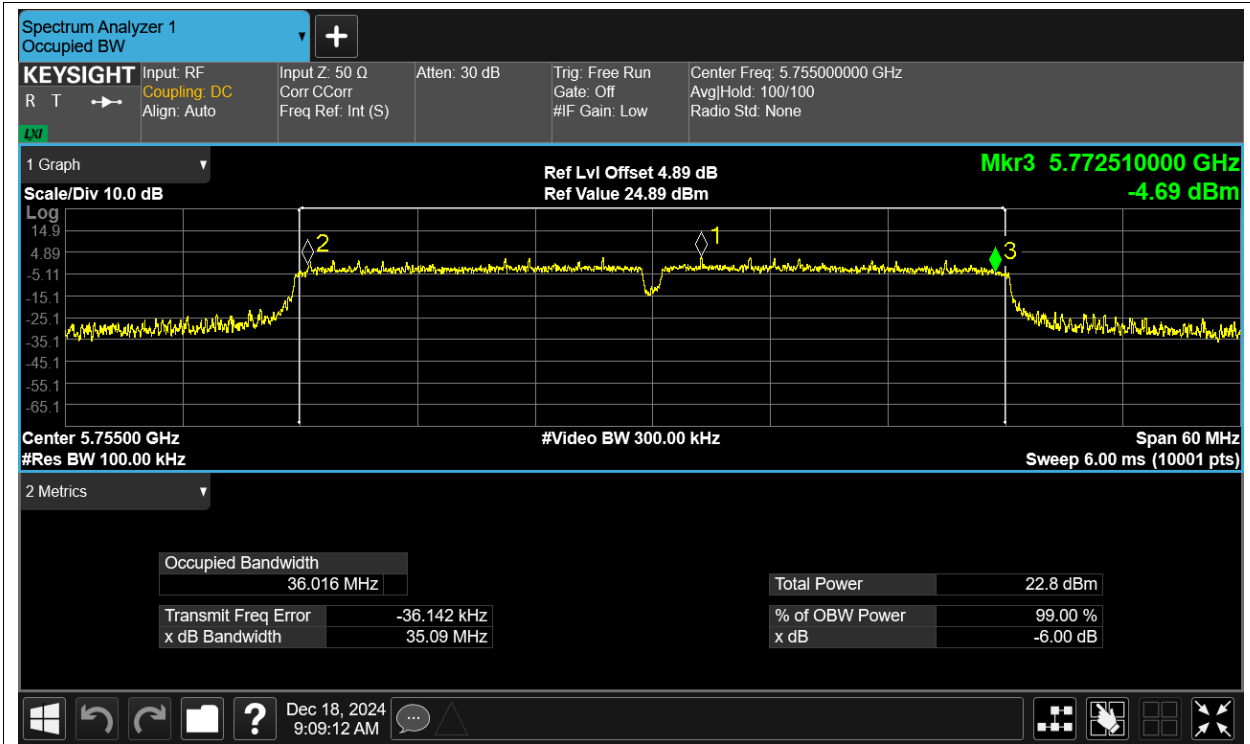 Spectrum Analyzer 1
Occupied BW
KEYSIGHT
R T
LXI
Input: RF
Coupling: DC
Align: Auto
Input Z: 50 Ω
Corr CCorr
Freq Ref: Int (S)
Atten: 30 dB
Trig: Free Run
Gate: Off
#IF Gain: Low
Center Freq: 5.755000000 GHz
Avg|Hold: 100/100
Radio Std: None
1 Graph
Scale/Div 10.0 dB
Ref Lvl Offset 4.89 dB
Ref Value 24.89 dBm
Mkr3 5.772510000 GHz
-4.69 dBm
Log
14.9
4.89
-5.11
-15.1
-25.1
-35.1
-45.1
-55.1
-65.1
2
1
3
Center 5.75500 GHz
#Res BW 100.00 kHz
#Video BW 300.00 kHz
Span 60 MHz
Sweep 6.00 ms (10001 pts)
2 Metrics
Occupied Bandwidth
36.016 MHz
Transmit Freq Error -36.142 kHz
x dB Bandwidth 35.09 MHz
Total Power 22.8 dBm
% of OBW Power 99.00 %
x dB -6.00 dB
?
Dec 18, 2024
9:09:12 AM